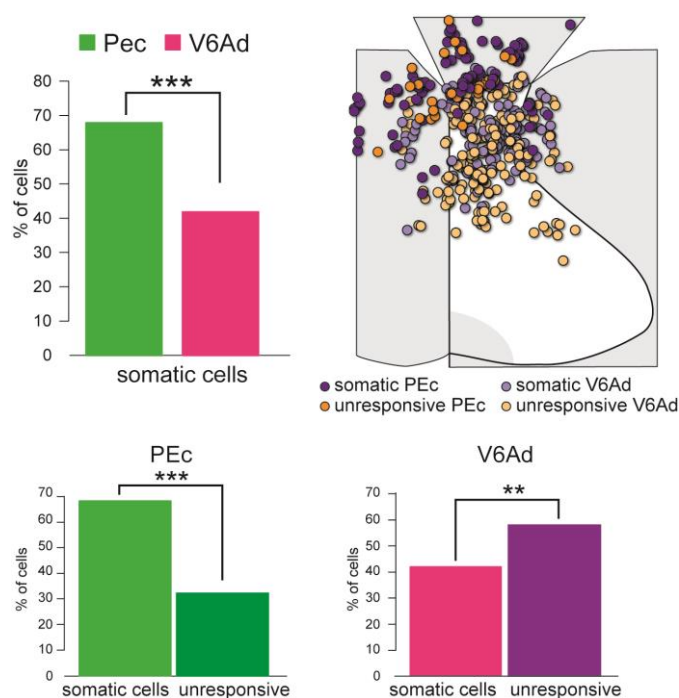 Pec V6Ad
% of cells
80
70
60
50
40
30
20
10
0
***
somatic cells
somatic PEc somatic V6Ad
unresponsive PEc unresponsive V6Ad
PEc
% of cells
70
60
50
40
30
20
10
0
***
somatic cells unresponsive
V6Ad
% of cells
70
60
50
40
30
20
10
0
**
somatic cells unresponsive